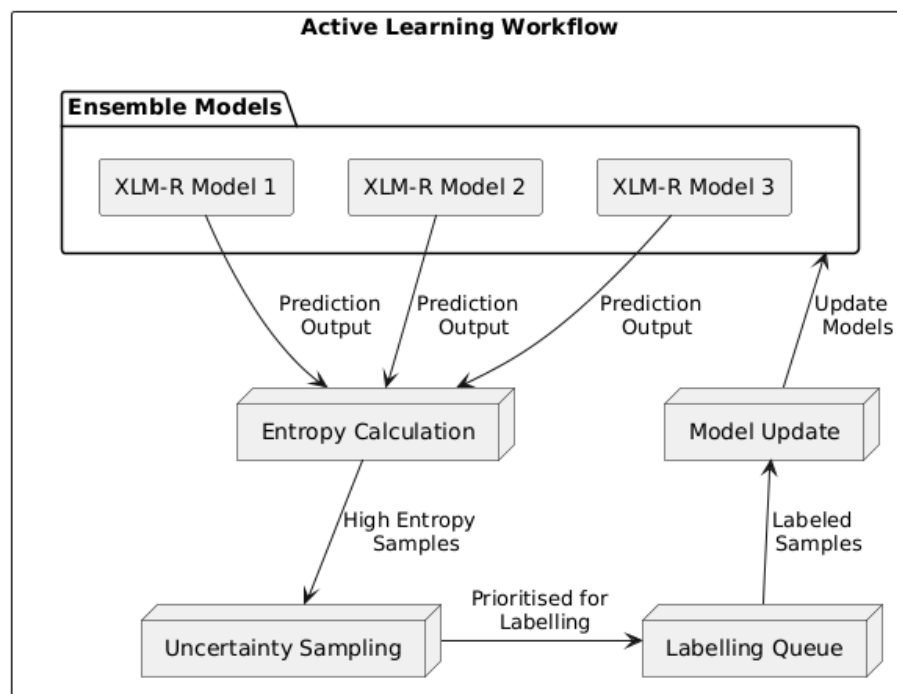 Active Learning Workflow
Ensemble Models
XLM-R Model 1
XLM-R Model 2
XLM-R Model 3
Prediction
Output
Prediction
Output
Prediction
Output
Update
Models
Entropy Calculation
Model Update
High Entropy
Samples
Labeled
Samples
Prioritised for
Labelling
Uncertainty Sampling
Labelling Queue